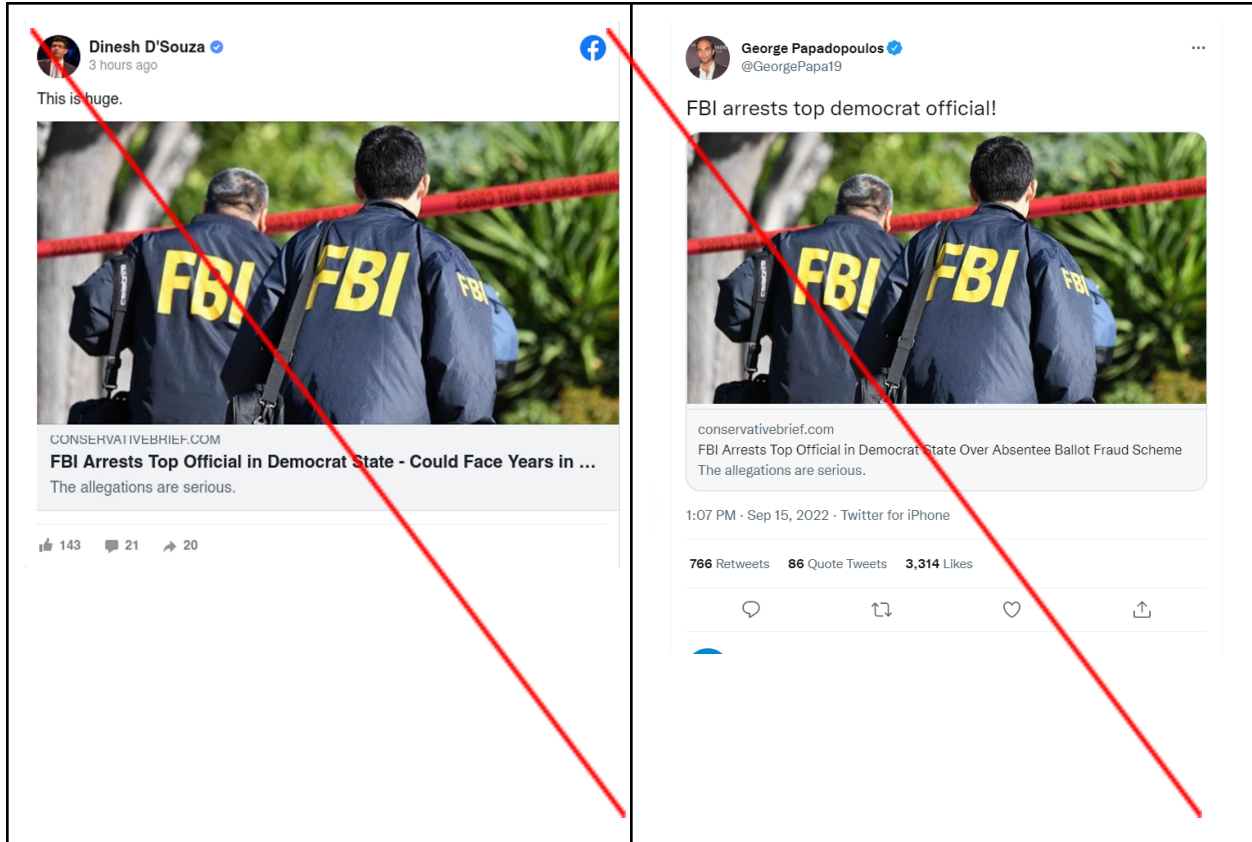 Dinesh D'Souza
3 hours ago
This is huge.
FBI
FBI
FBI
CONSERVATIVEBRIEF.COM
FBI Arrests Top Official in Democrat State - Could Face Years in ...
The allegations are serious.
143 21 20
George Papadopoulos
@GeorgePapa19
FBI arrests top democrat official!
FBI
FBI
FBI
conservativebrief.com
FBI Arrests Top Official in Democrat State Over Absentee Ballot Fraud Scheme
The allegations are serious.
1:07 PM · Sep 15, 2022 · Twitter for iPhone
766 Retweets 86 Quote Tweets 3,314 Likes